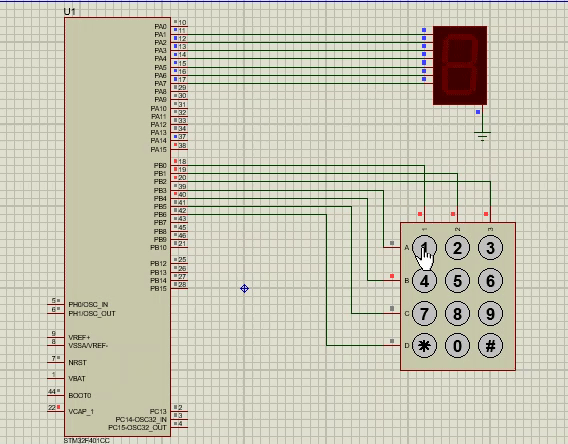 U1
PA0 10
PA1 11
PA2 12
PA3 13
PA4 14
PA5 15
PA6 16
PA7 17
PA8 29
PA9 30
PA10 31
PA11 32
PA12 33
PA13 34
PA14 37
PA15 38
PB0 18
PB1 19
PB2 20
PB3 39
PB4 40
PB5 41
PB6 42
PB7 43
PB8 45
PB9 46
PB10 21
PB12 25
PB13 26
PB14 27
PB15 28
5 PH0/OSC_IN
6 PH1/OSC_OUT
9 VREF+
8 VSSA/VREF-
7 NRST
1 VBAT
44 BOOT0
22 VCAP_1
PC13 2
PC14-OSC32_IN 3
PC15-OSC32_OUT 4
STM32F401CC
1 2 3
A 1 2 3
B 4 5 6
C 7 8 9
D * 0 #